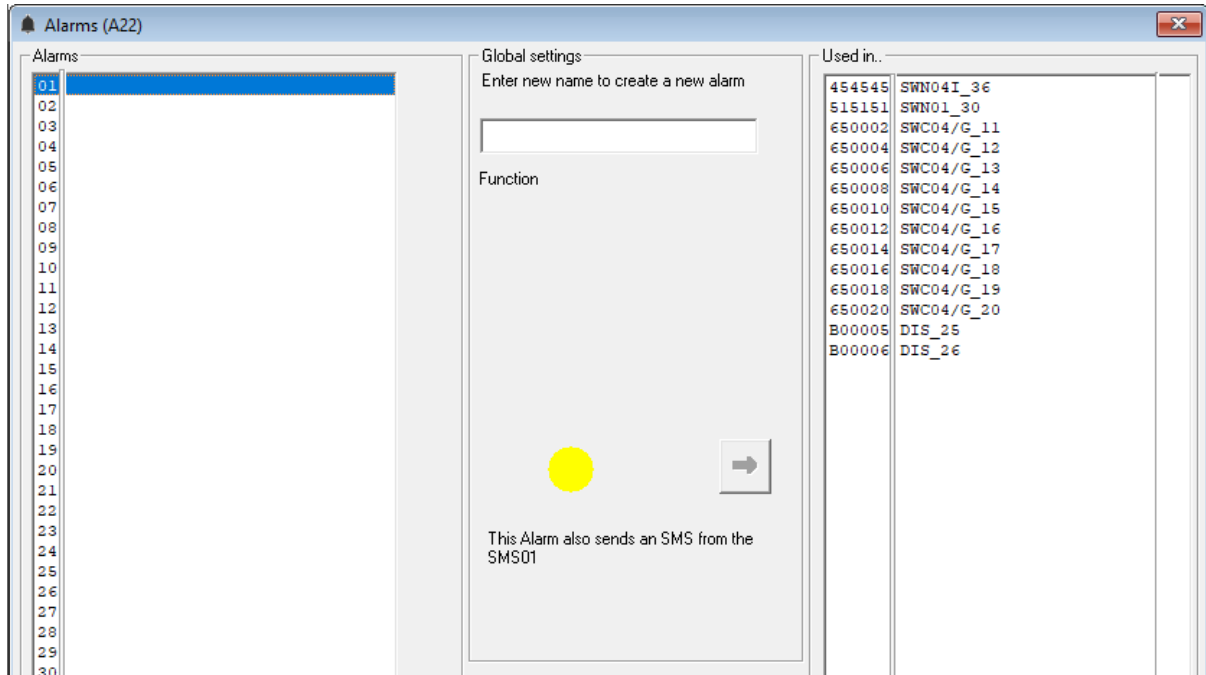 Alarms (A22)
Alarms
01
02
03
04
05
06
07
08
09
10
11
12
13
14
15
16
17
18
19
20
21
22
23
24
25
26
27
28
29
30
Global settings
Enter new name to create a new alarm
Function
This Alarm also sends an SMS from the
SMS01
Used in..
454545 SWN04I_36
515151 SWN01_30
650002 SWC04/G_11
650004 SWC04/G_12
650006 SWC04/G_13
650008 SWC04/G_14
650010 SWC04/G_15
650012 SWC04/G_16
650014 SWC04/G_17
650016 SWC04/G_18
650018 SWC04/G_19
650020 SWC04/G_20
B00005 DIS_25
B00006 DIS_26